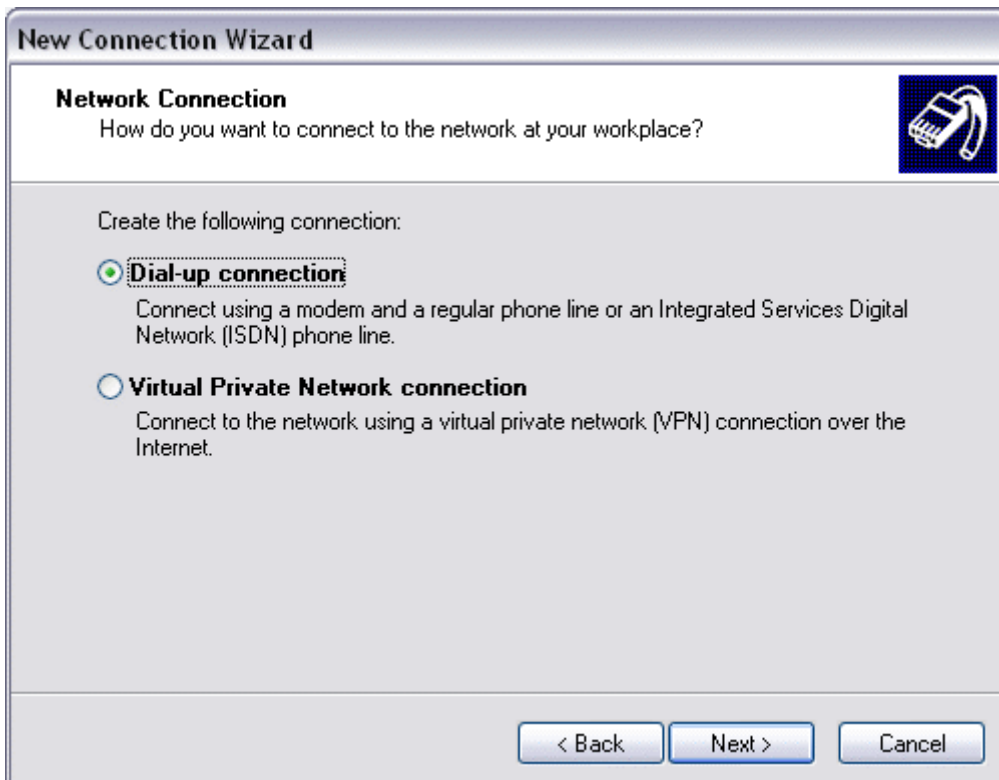 New Connection Wizard
Network Connection
How do you want to connect to the network at your workplace?
Create the following connection:
Dial-up connection
Connect using a modem and a regular phone line or an Integrated Services Digital
Network (ISDN) phone line.
Virtual Private Network connection
Connect to the network using a virtual private network (VPN) connection over the
Internet.
< Back Next > Cancel